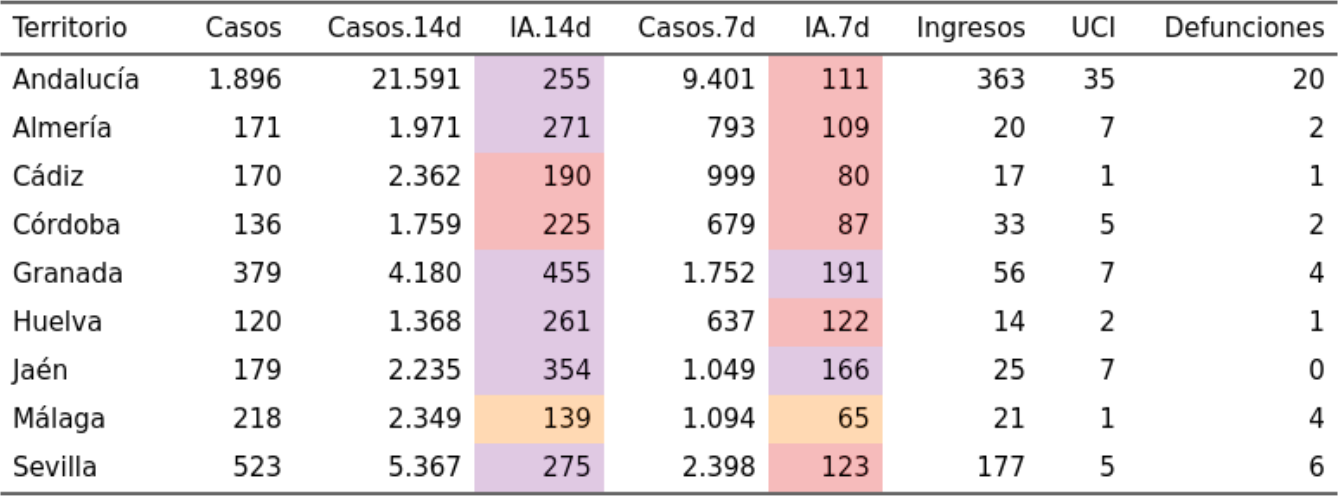 Territorio Casos Casos.14d IA.14d Casos.7d IA.7d Ingresos UCI Defunciones
Andalucía 1.896 21.591 255 9.401 111 363 35 20
Almería 171 1.971 271 793 109 20 7 2
Cádiz 170 2.362 190 999 80 17 1 1
Córdoba 136 1.759 225 679 87 33 5 2
Granada 379 4.180 455 1.752 191 56 7 4
Huelva 120 1.368 261 637 122 14 2 1
Jaén 179 2.235 354 1.049 166 25 7 0
Málaga 218 2.349 139 1.094 65 21 1 4
Sevilla 523 5.367 275 2.398 123 177 5 6